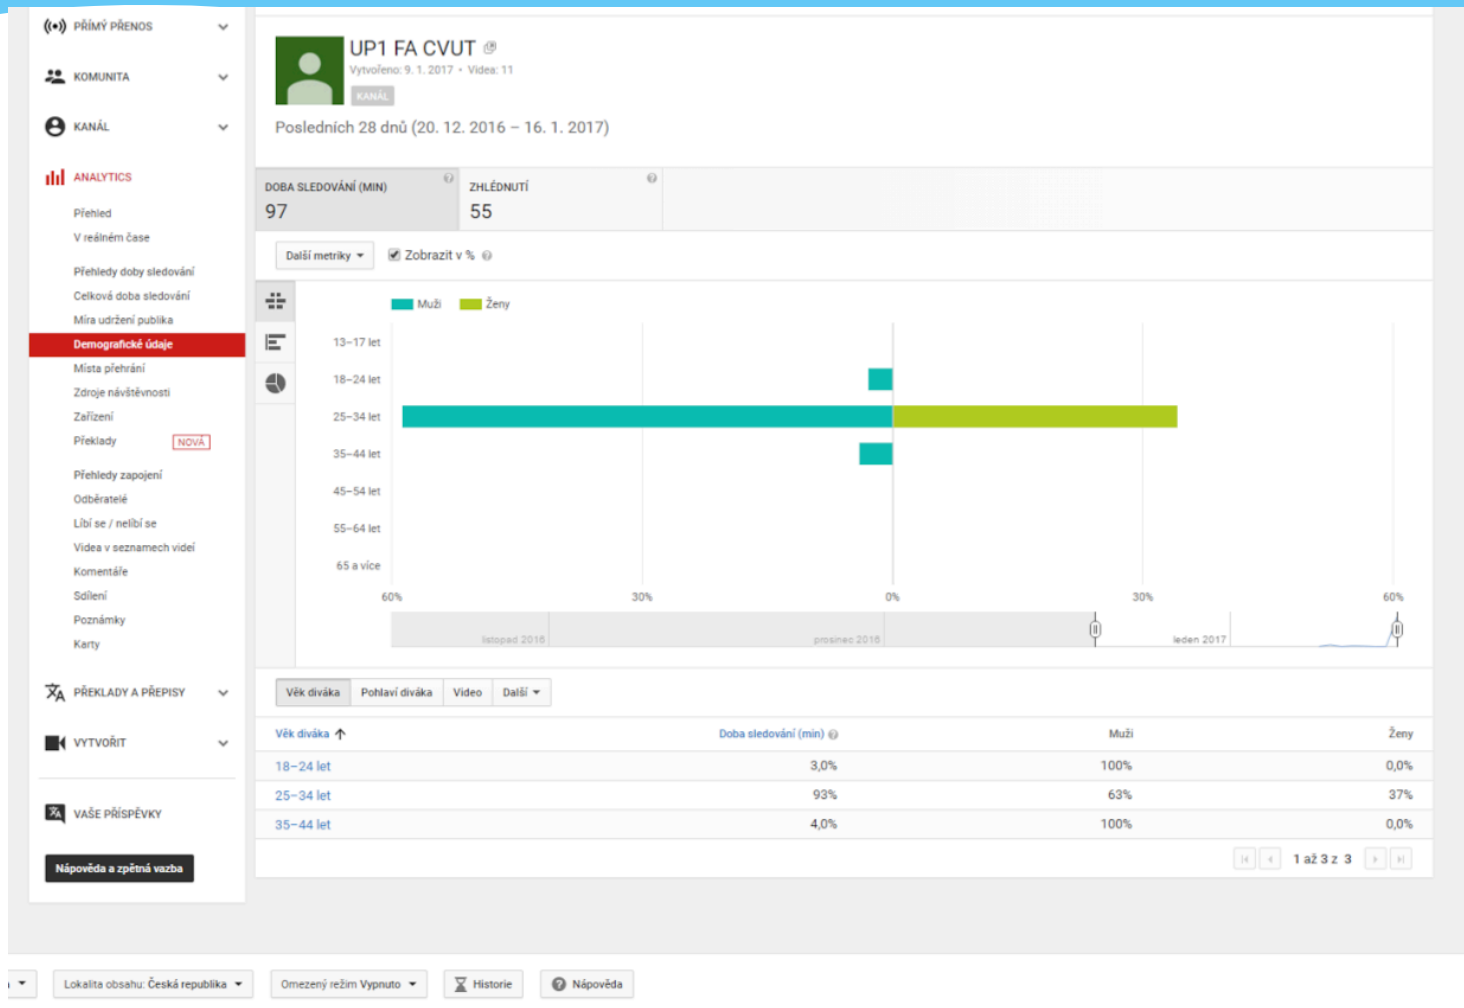 PŘÍMÝ PŘENOS
KOMUNITA
KANÁL
ANALYTICS
Přehled
V reálném čase
Přehledy doby sledování
Celková doba sledování
Míra udržení publika
Demografické údaje
Místa přehrání
Zdroje návštěvnosti
Zařízení
Překlady NOVÁ
Přehledy zapojení
Odběratelé
Líbí se / nelíbí se
Videa v seznamech videí
Komentáře
Sdílení
Poznámky
Karty
PŘEKLADY A PŘEPISY
VYTVOŘIT
VAŠE PŘÍSPĚVKY
Nápověda a zpětná vazba
UP1 FA CVUT
Vytvořeno: 9. 1. 2017 • Videa: 11
KANÁL
Posledních 28 dnů (20. 12. 2016 – 16. 1. 2017)
DOBA SLEDOVÁNÍ (MIN)
97
ZHLÉDNUTÍ
55
Další metriky
Zobrazit v %
Muži Ženy
13–17 let
18–24 let
25–34 let
35–44 let
45–54 let
55–64 let
65 a více
60% 30% 0% 30% 60%
listopad 2016 prosinec 2016 leden 2017
Věk diváka Pohlaví diváka Video Další
Věk diváka Doba sledování (min) Muži Ženy
18–24 let 3,0% 100% 0,0%
25–34 let 93% 63% 37%
35–44 let 4,0% 100% 0,0%
1 až 3 z 3
Lokalita obsahu: Česká republika Omezený režim Vypnuto Historie Nápověda